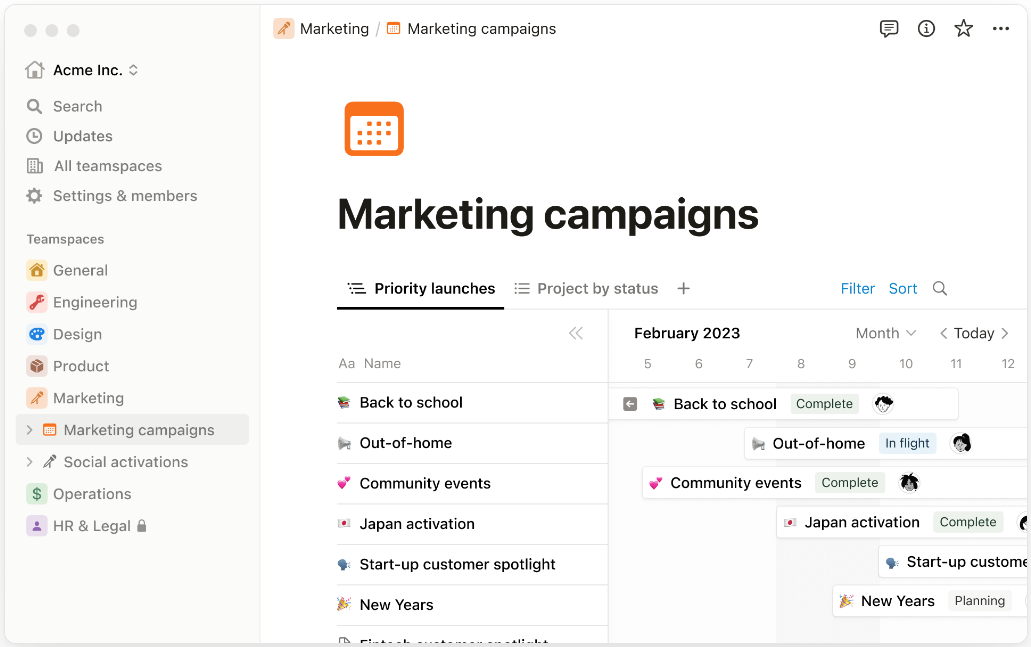 Marketing / Marketing campaigns
Acme Inc.
Search
Updates
All teamspaces
Settings & members
Teamspaces
General
Engineering
Design
Product
Marketing
Marketing campaigns
Social activations
$ Operations
HR & Legal
Marketing campaigns
Priority launches Project by status + Filter Sort
February 2023 Month Today
Aa Name
5 6 7 8 9 10 11 12
Back to school
Out-of-home
Community events
Japan activation
Start-up customer spotlight
New Years
Fintech customer spotlight
Back to school Complete
Out-of-home In flight
Community events Complete
Japan activation Complete
Start-up custome
New Years Planning